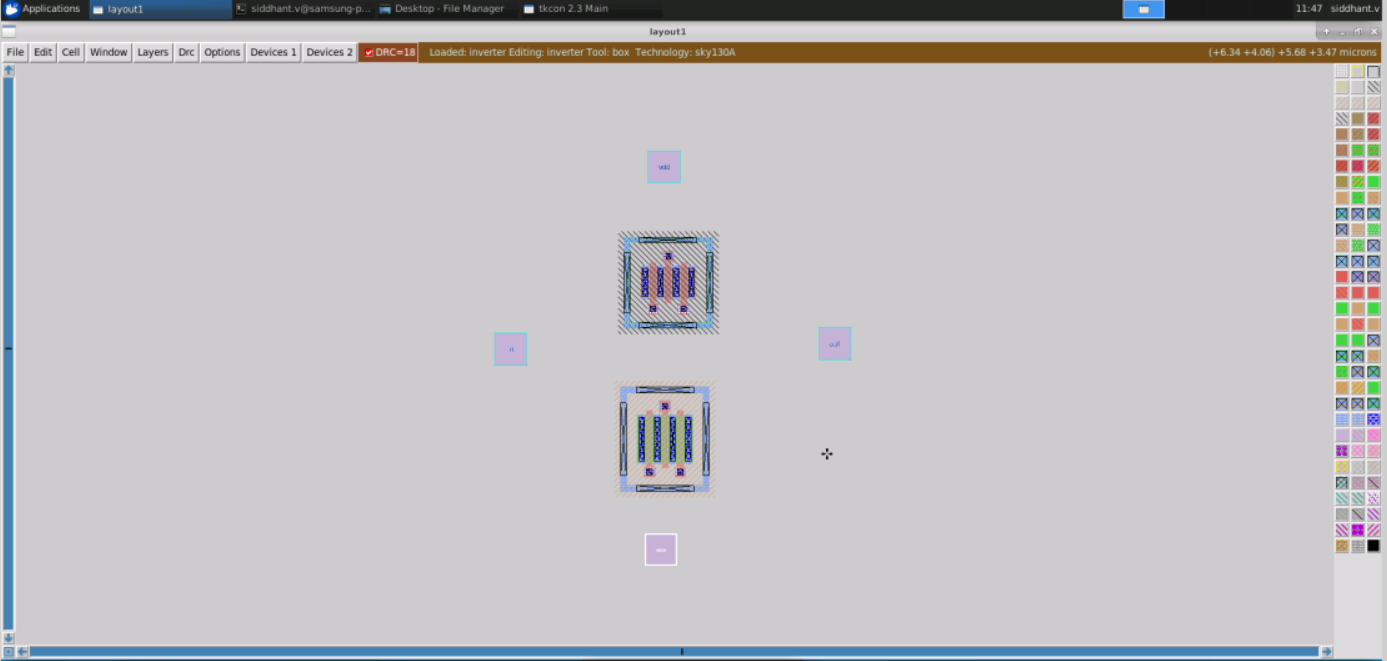 Applications layout1 siddhant.v@samsung-p... Desktop - File Manager tkcon 2.3 Main 11:47 siddhant.v
layout1
File Edit Cell Window Layers Drc Options Devices 1 Devices 2 DRC=18 Loaded: inverter Editing: inverter Tool: box Technology: sky130A (+6.34 +4.06) +5.68 +3.47 microns
vdd
out